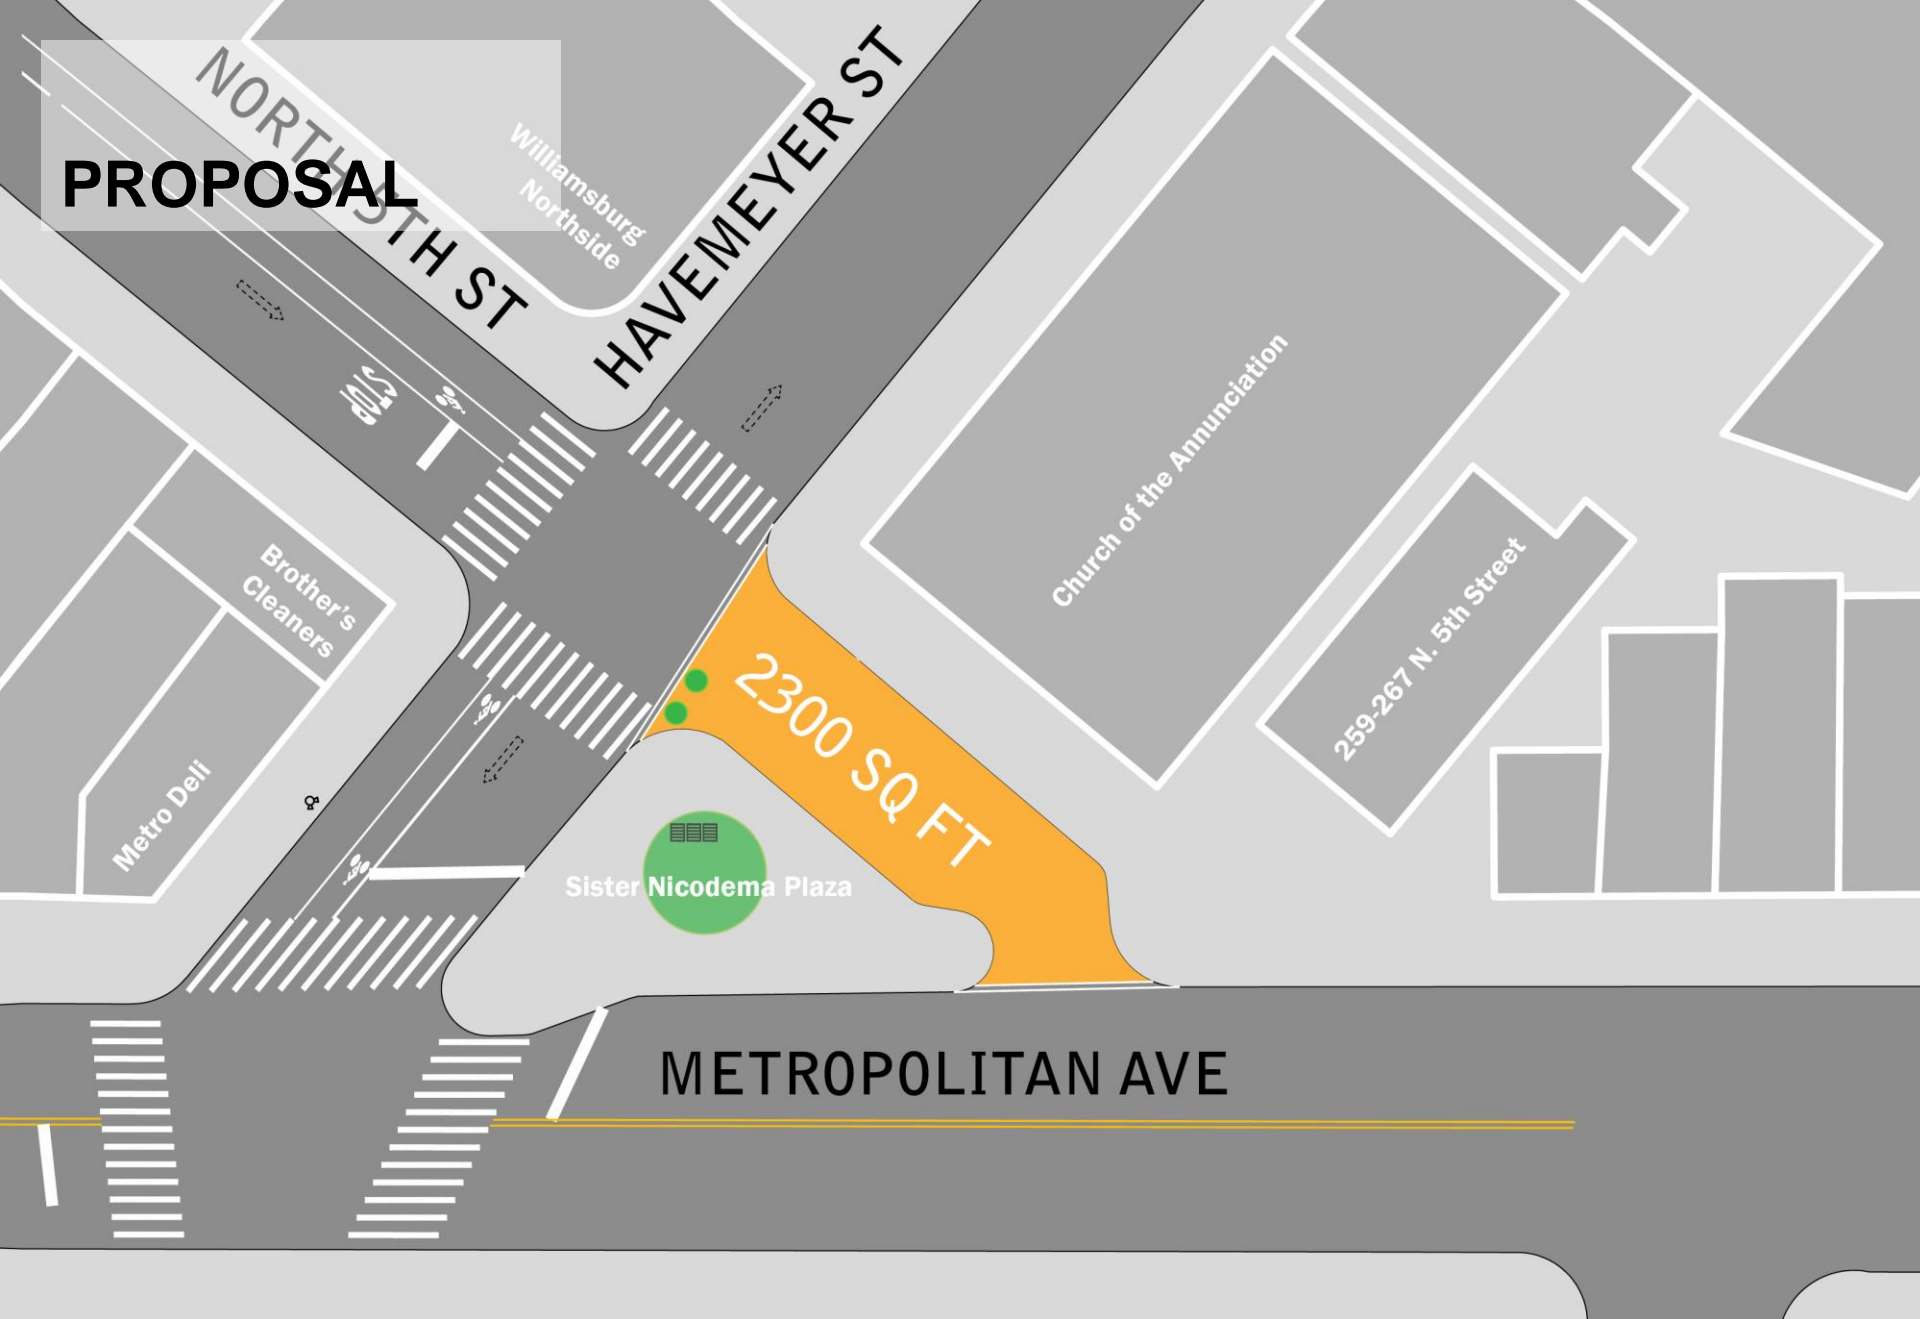 PROPOSAL
NORTH 5TH ST
HAVEMEYER ST
Williamsburg
Northside
SLOW
Brother's
Cleaners
Metro Deli
Church of the Annunciation
259-267 N. 5th Street
2300 SQ FT
Sister Nicodema Plaza
METROPOLITAN AVE